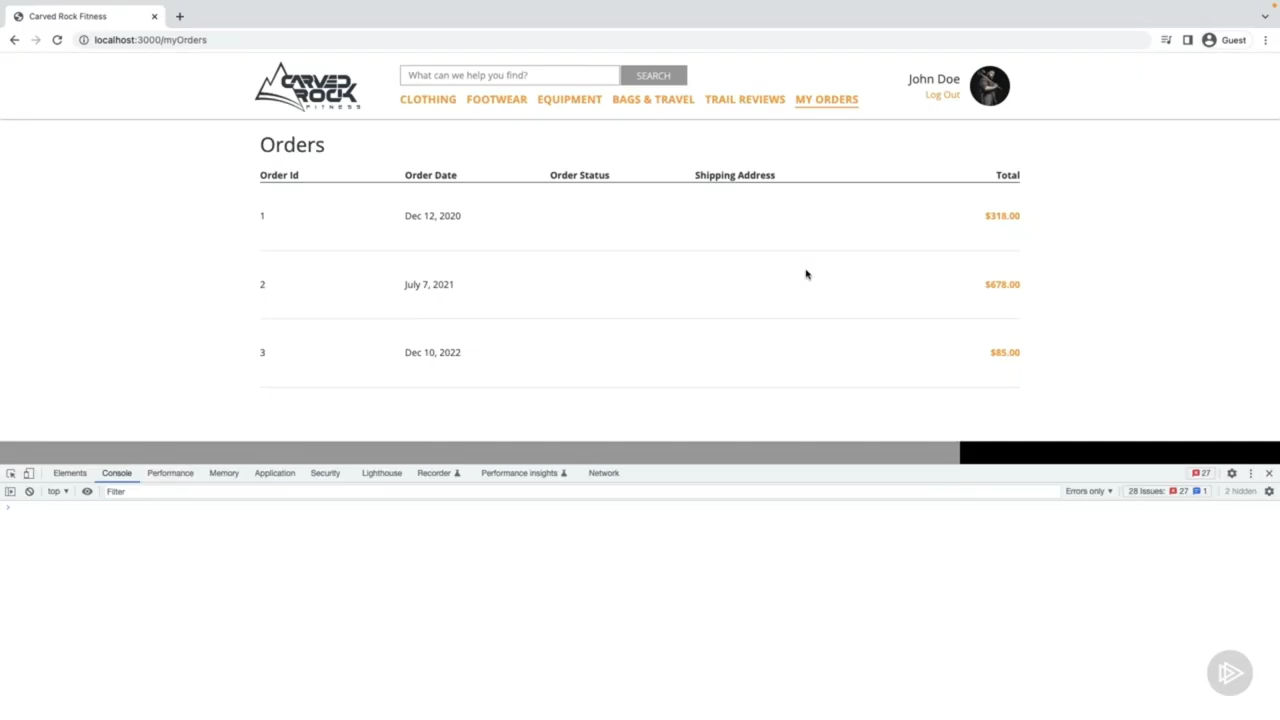 Carved Rock Fitness
localhost:3000/myOrders
Guest
CARVED ROCK FITNESS
What can we help you find?
SEARCH
CLOTHING FOOTWEAR EQUIPMENT BAGS & TRAVEL TRAIL REVIEWS MY ORDERS
John Doe
Log Out
Orders
Order Id Order Date Order Status Shipping Address Total
1 Dec 12, 2020 $318.00
2 July 7, 2021 $678.00
3 Dec 10, 2022 $85.00
Elements Console Performance Memory Application Security Lighthouse Recorder Performance insights Network 27
top Filter Errors only 28 Issues: 27 1 2 hidden